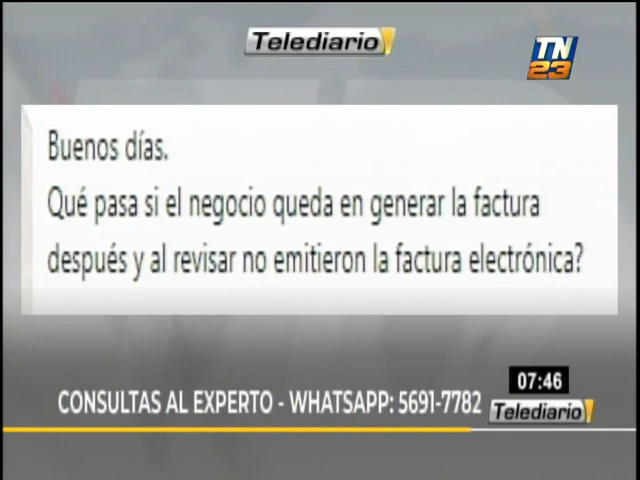 Telediario
TN
23
Buenos días.
Qué pasa si el negocio queda en generar la factura
después y al revisar no emitieron la factura electrónica?
07:46
CONSULTAS AL EXPERTO - WHATSAPP: 5691-7782
Telediario